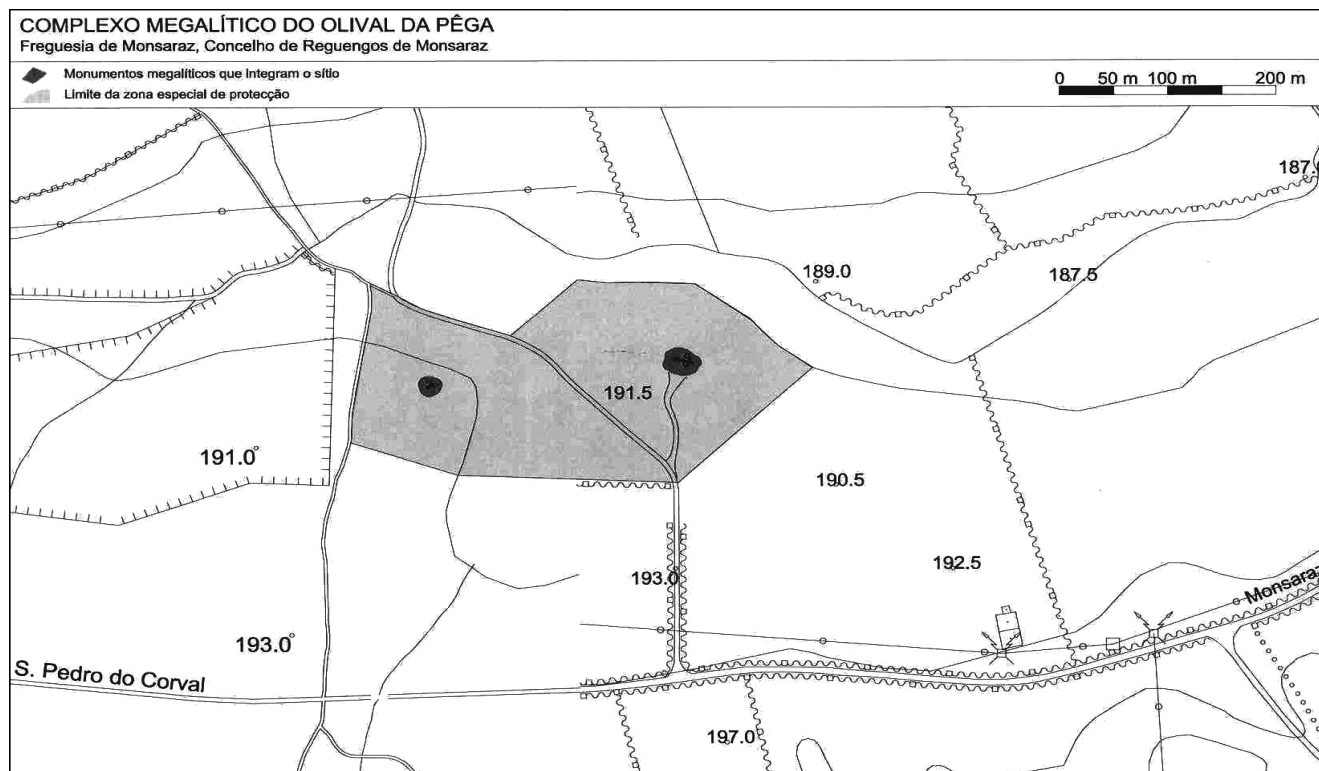 COMPLEXO MEGALÍTICO DO OLIVAL DA PÊGA
Freguesia de Monsaraz, Concelho de Reguengos de Monsaraz
Monumentos megalíticos que integram o sítio
Limite da zona especial de protecção
0 50 m 100 m 200 m
187.
189.0
187.5
191.5
191.0
190.5
193.0
192.5
Monsaraz
193.0
S. Pedro do Corval
197.0